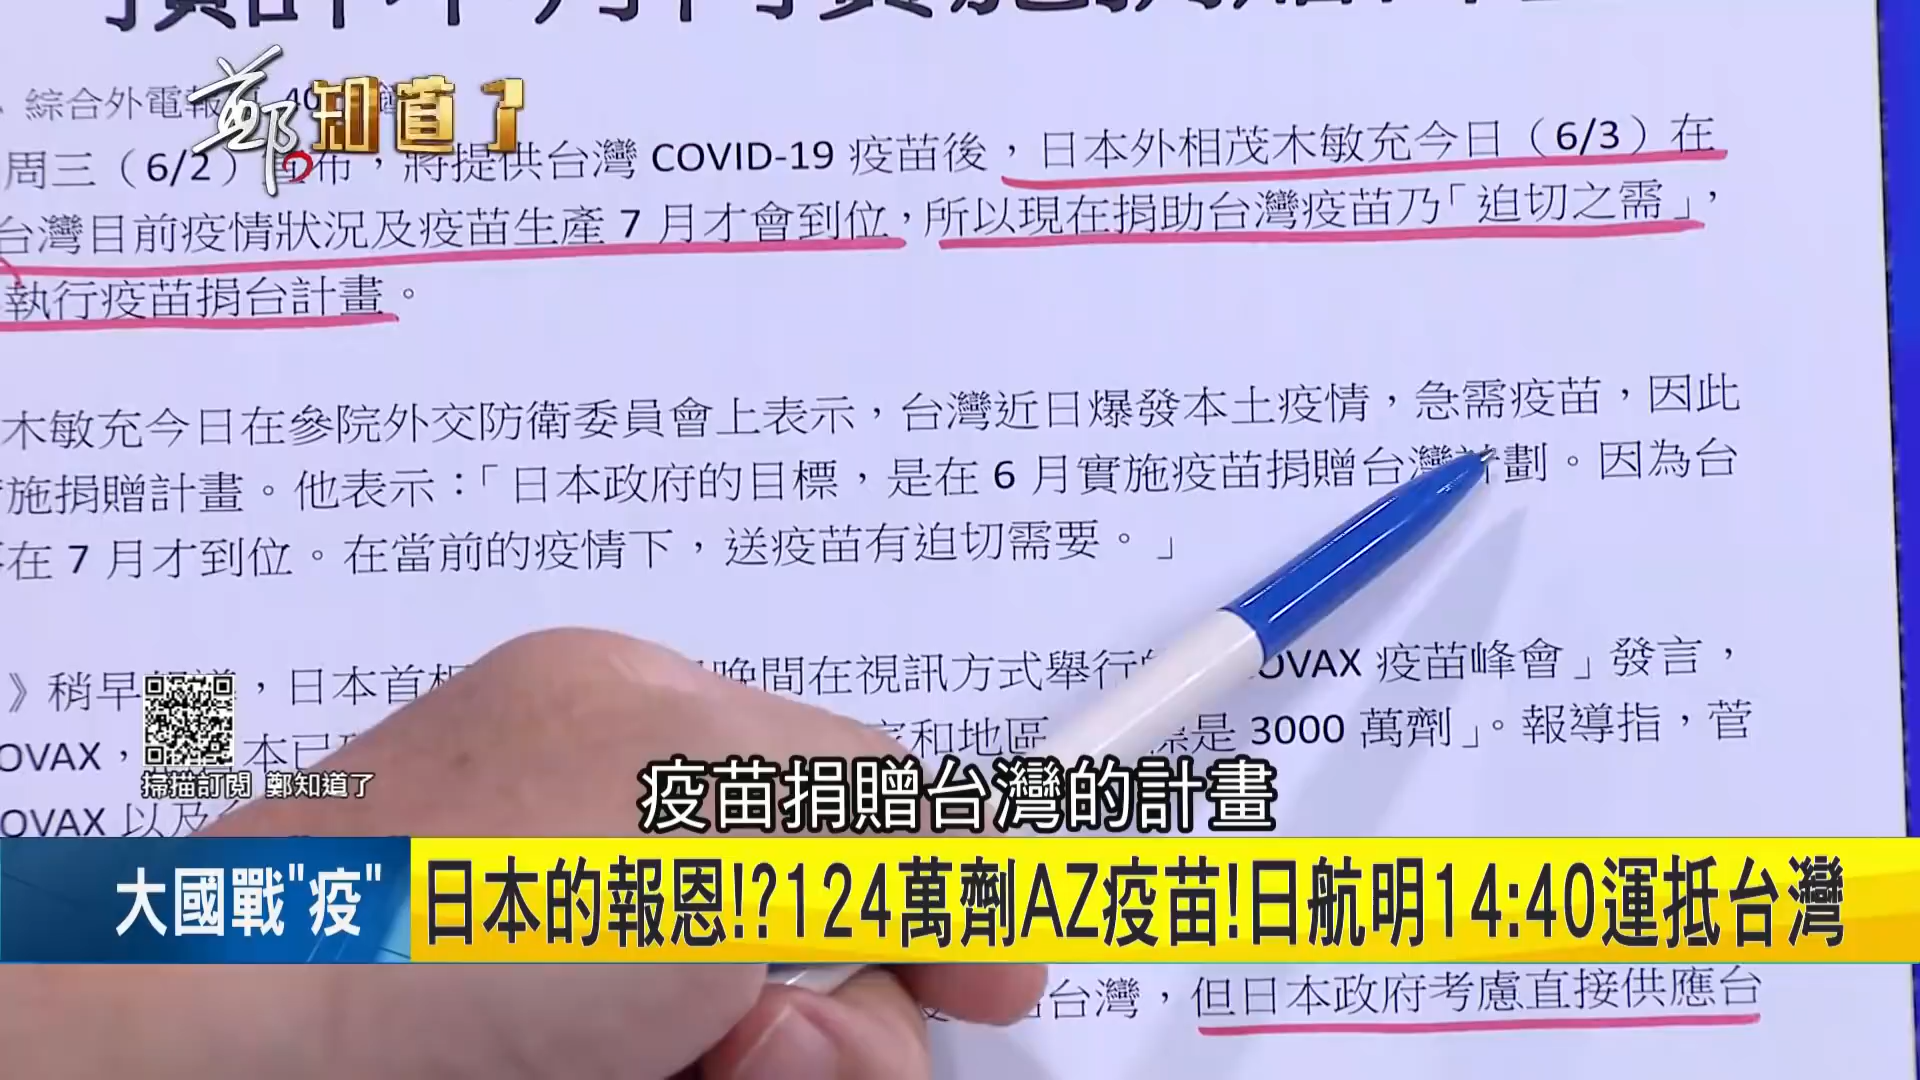 綜合外電報
鄭知道了
周三（6/2）宣布，將提供台灣 COVID-19 疫苗後，日本外相茂木敏充今日（6/3）在
台灣目前疫情狀況及疫苗生產 7 月才會到位，所以現在捐助台灣疫苗乃「迫切之需」，
執行疫苗捐台計畫。
木敏充今日在參院外交防衛委員會上表示，台灣近日爆發本土疫情，急需疫苗，因此
施捐贈計畫。他表示：「日本政府的目標，是在 6 月實施疫苗捐贈台灣計劃。因為台
在 7 月才到位。在當前的疫情下，送疫苗有迫切需要。」
》稍早報導，日本首相 晚間在視訊方式舉行的 OVAX 疫苗峰會」發言，
OVAX， 本已 家和地區 標是 3000 萬劑」。報導指，菅
掃描訂閱 鄭知道了
疫苗捐贈台灣的計畫
OVAX 以及
大國戰"疫"
日本的報恩!?124萬劑AZ疫苗!日航明14:40運抵台灣
台灣，但日本政府考慮直接供應台